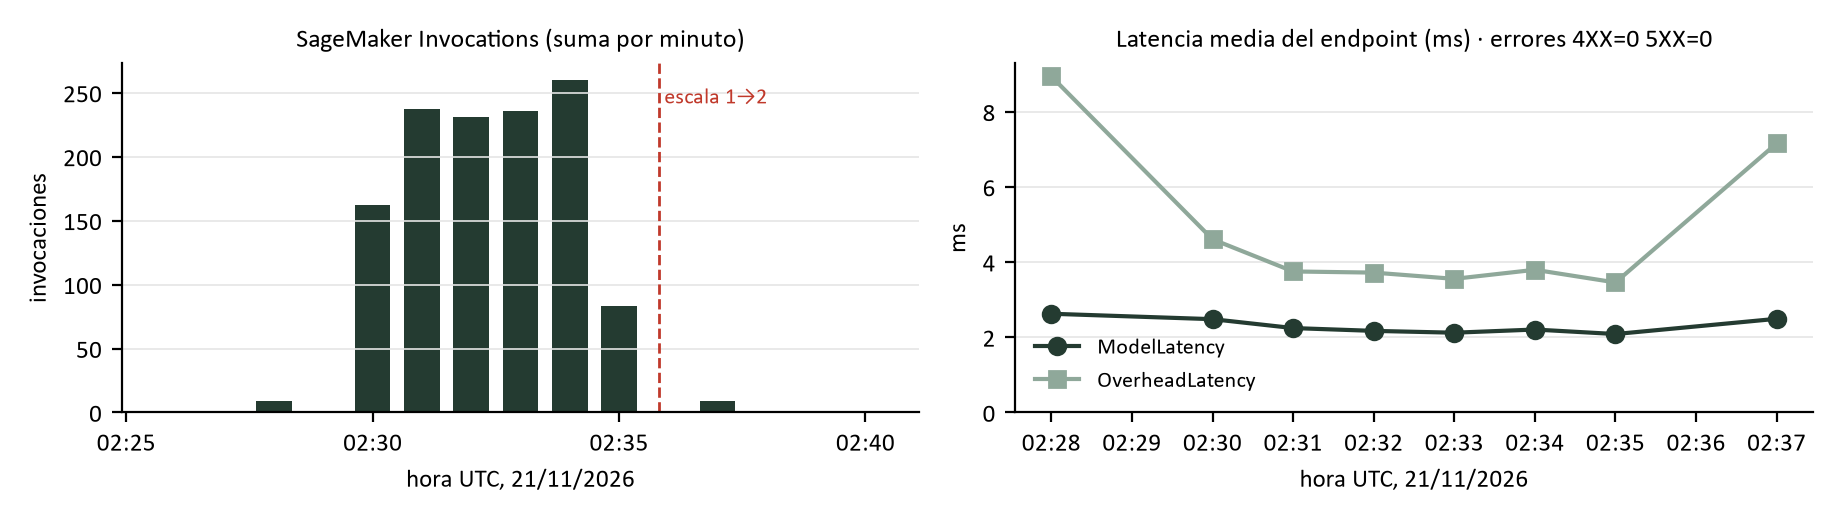 SageMaker Invocations (suma por minuto)
invocaciones
250
200
150
100
50
0
escala 1→2
02:25
02:30
02:35
02:40
hora UTC, 21/11/2026
Latencia media del endpoint (ms) · errores 4XX=0 5XX=0
ms
8
6
4
2
0
ModelLatency
OverheadLatency
02:28
02:29
02:30
02:31
02:32
02:33
02:34
02:35
02:36
02:37
hora UTC, 21/11/2026